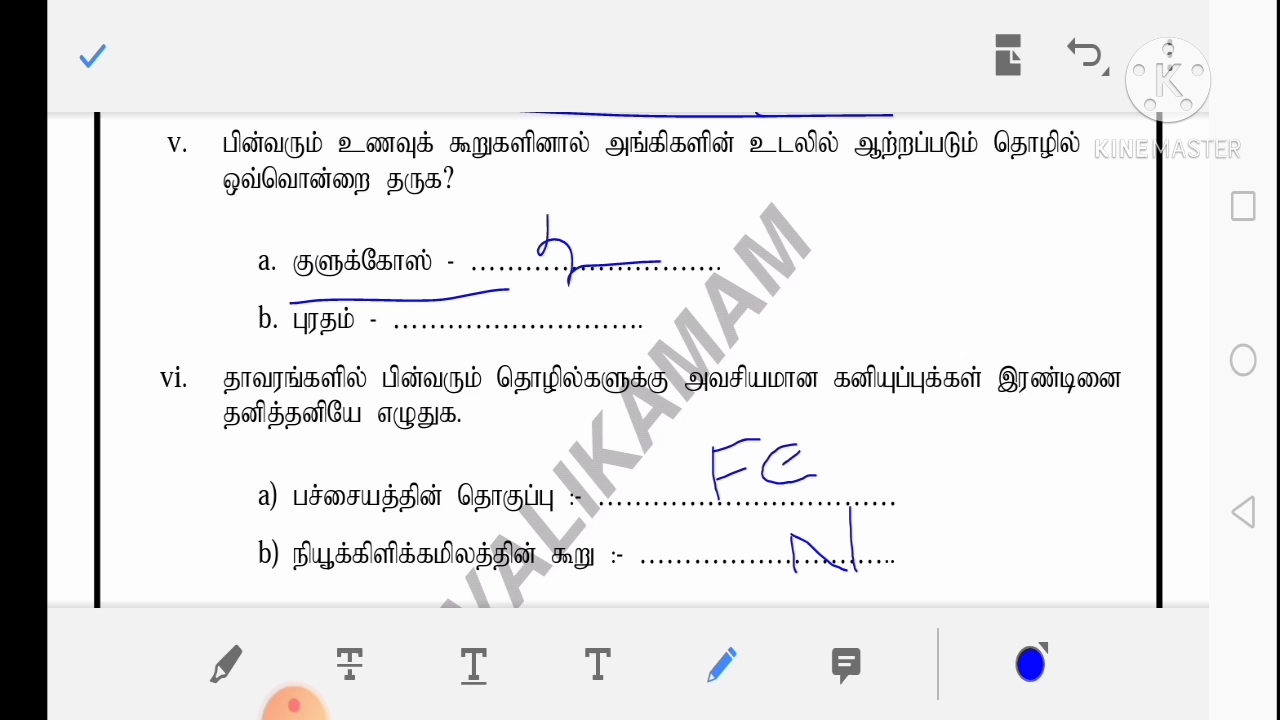 KINEMASTER
v. பின்வரும் உணவுக் கூறுகளினால் அங்கிகளின் உடலில் ஆற்றப்படும் தொழில்
ஒவ்வொன்றை தருக?
a. குளுக்கோஸ் - ……………………….
b. புரதம் - ……………………….
vi. தாவரங்களில் பின்வரும் தொழில்களுக்கு அவசியமான கனியுப்புக்கள் இரண்டினை
தனித்தனியே எழுதுக.
a) பச்சையத்தின் தொகுப்பு :- …………………………… Fe
b) நியூக்கிளிக்கமிலத்தின் கூறு :- ……………………….. N
VALIKAMAM